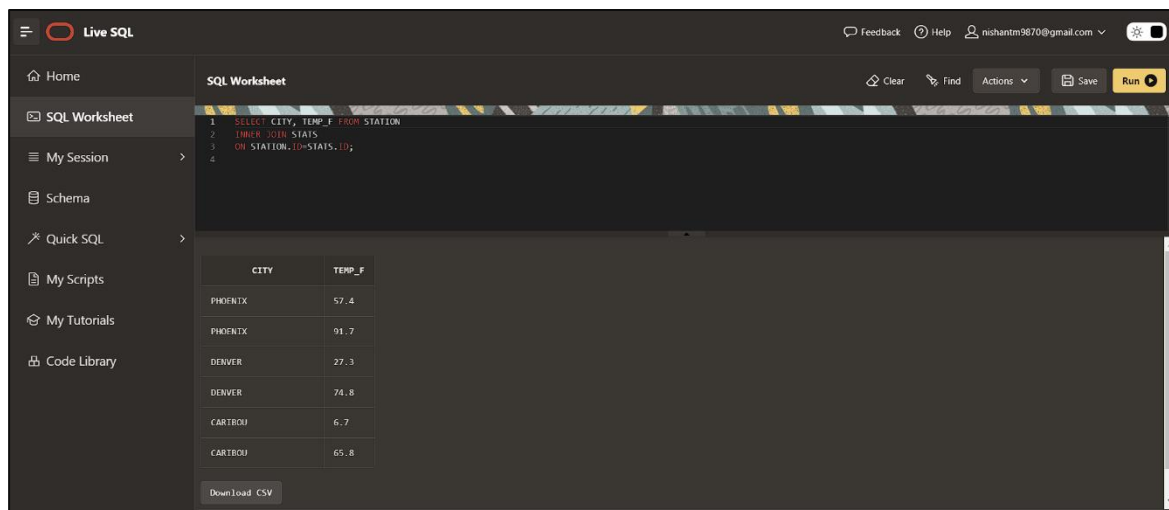 Live SQL
Feedback Help nishantm9870@gmail.com
Home
SQL Worksheet
My Session
Schema
Quick SQL
My Scripts
My Tutorials
Code Library
SQL Worksheet
Clear Find Actions Save Run
1 SELECT CITY, TEMP_F FROM STATION
2 INNER JOIN STATS
3 ON STATION.ID=STATS.ID;
4
CITY TEMP_F
PHOENIX 57.4
PHOENIX 91.7
DENVER 27.3
DENVER 74.8
CARIBOU 6.7
CARIBOU 65.8
Download CSV